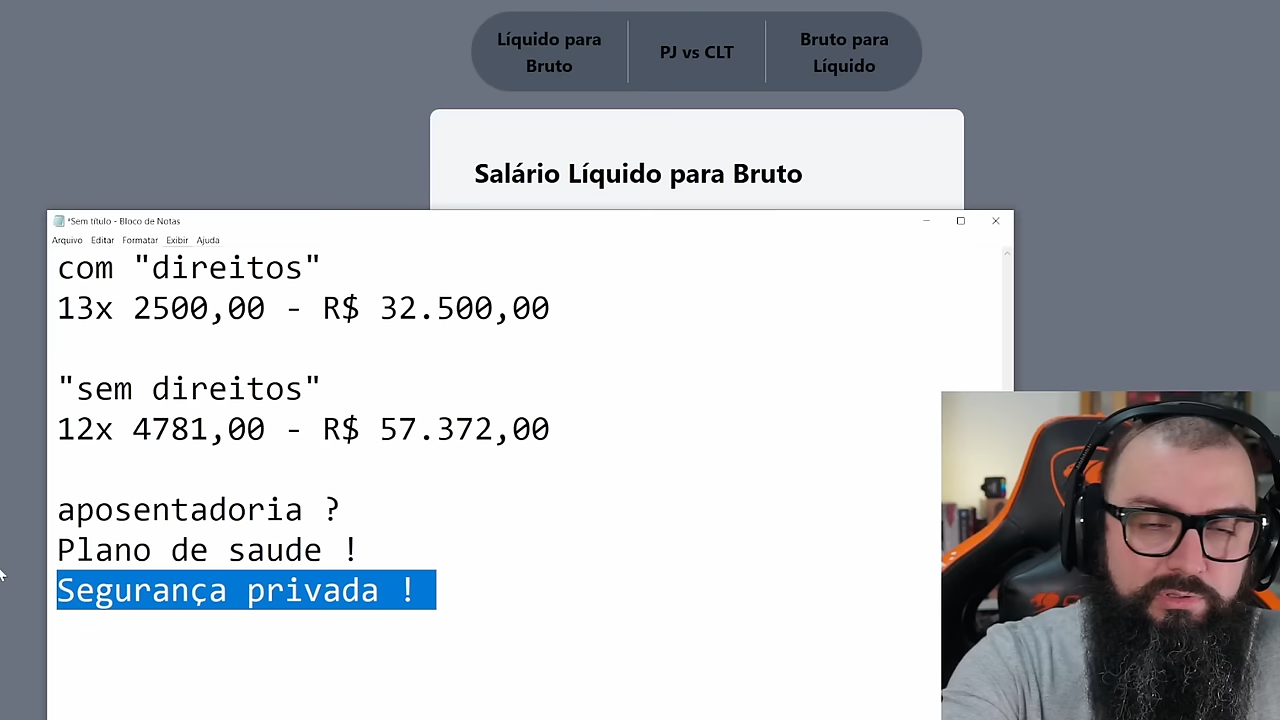 Líquido para
Bruto
PJ vs CLT
Bruto para
Líquido
Salário Líquido para Bruto
*Sem título - Bloco de Notas
Arquivo Editar Formatar Exibir Ajuda
com "direitos"
13x 2500,00 - R$ 32.500,00
"sem direitos"
12x 4781,00 - R$ 57.372,00
aposentadoria ?
Plano de saude !
Segurança privada !